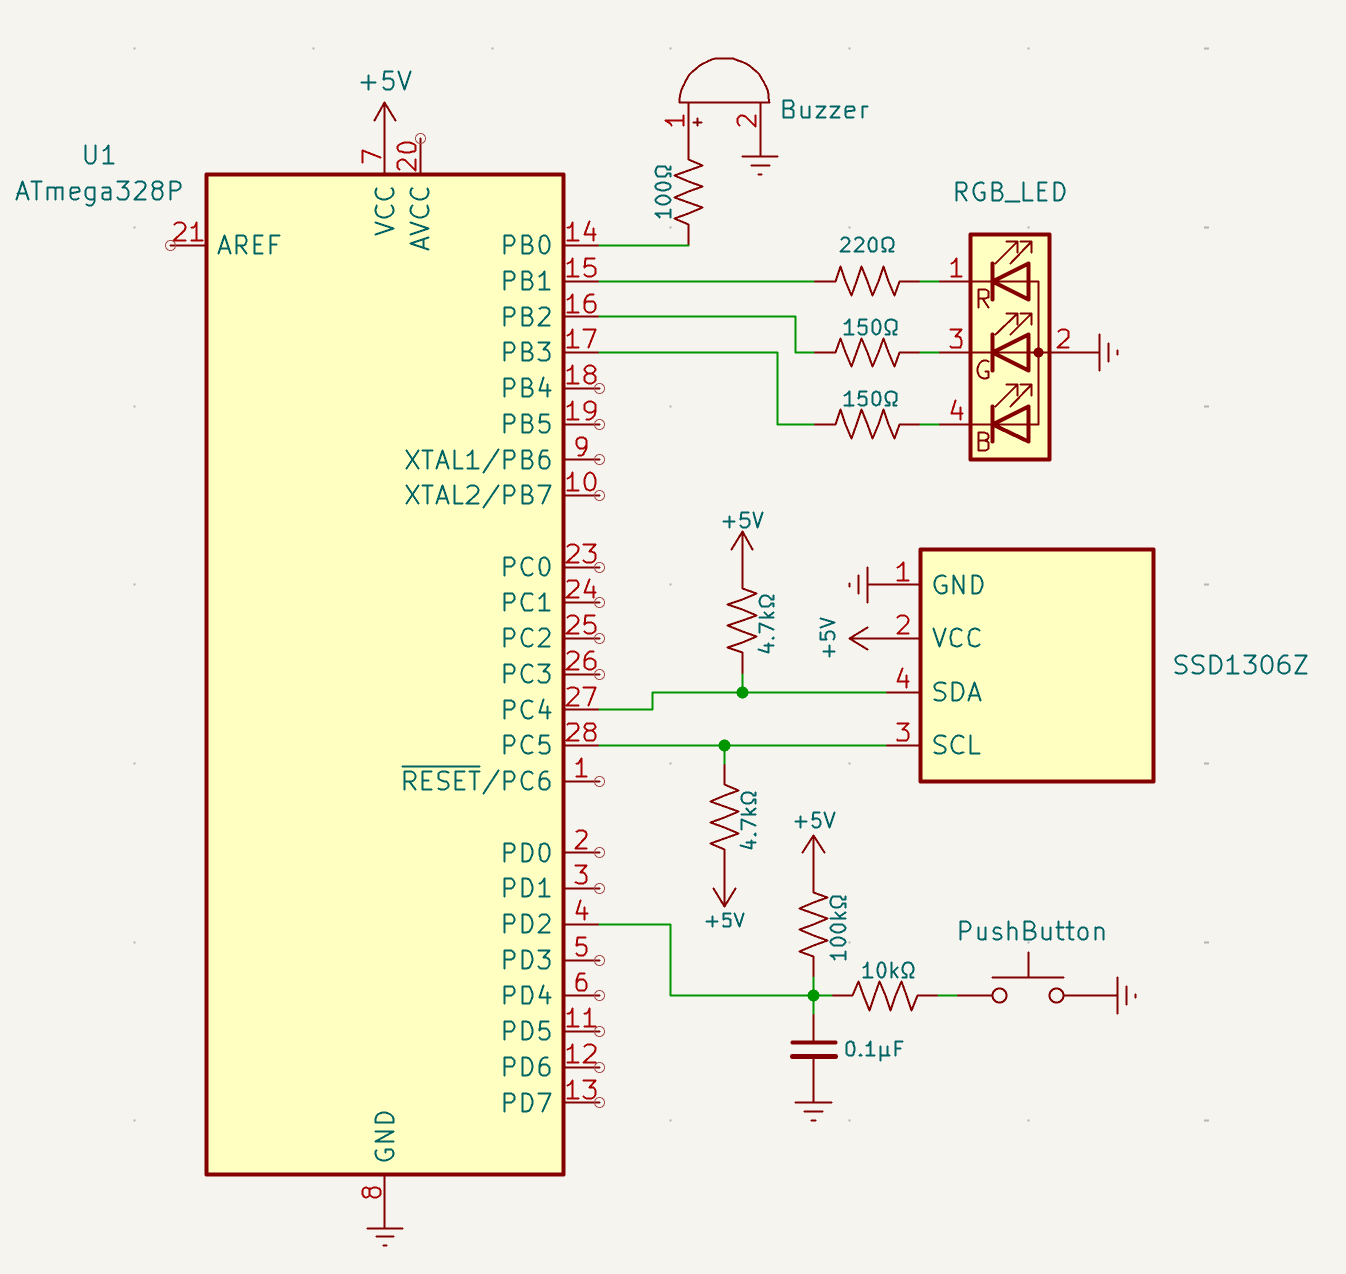 +5V
U1
ATmega328P
7
20
VCC
AVCC
21
AREF
1
+
2
Buzzer
100Ω
PB0
14
PB1
15
PB2
16
PB3
17
PB4
18
PB5
19
XTAL1/PB6
9
XTAL2/PB7
10
RGB_LED
220Ω
1
R
150Ω
3
G
2
150Ω
4
B
PC0
23
PC1
24
PC2
25
PC3
26
PC4
27
PC5
28
RESET/PC6
1
+5V
4.7kΩ
1
GND
+5V
2
VCC
4
SDA
3
SCL
SSD1306Z
4.7kΩ
+5V
PD0
2
PD1
3
PD2
4
PD3
5
PD4
6
PD5
11
PD6
12
PD7
13
+5V
100kΩ
10kΩ
PushButton
0.1µF
GND
8